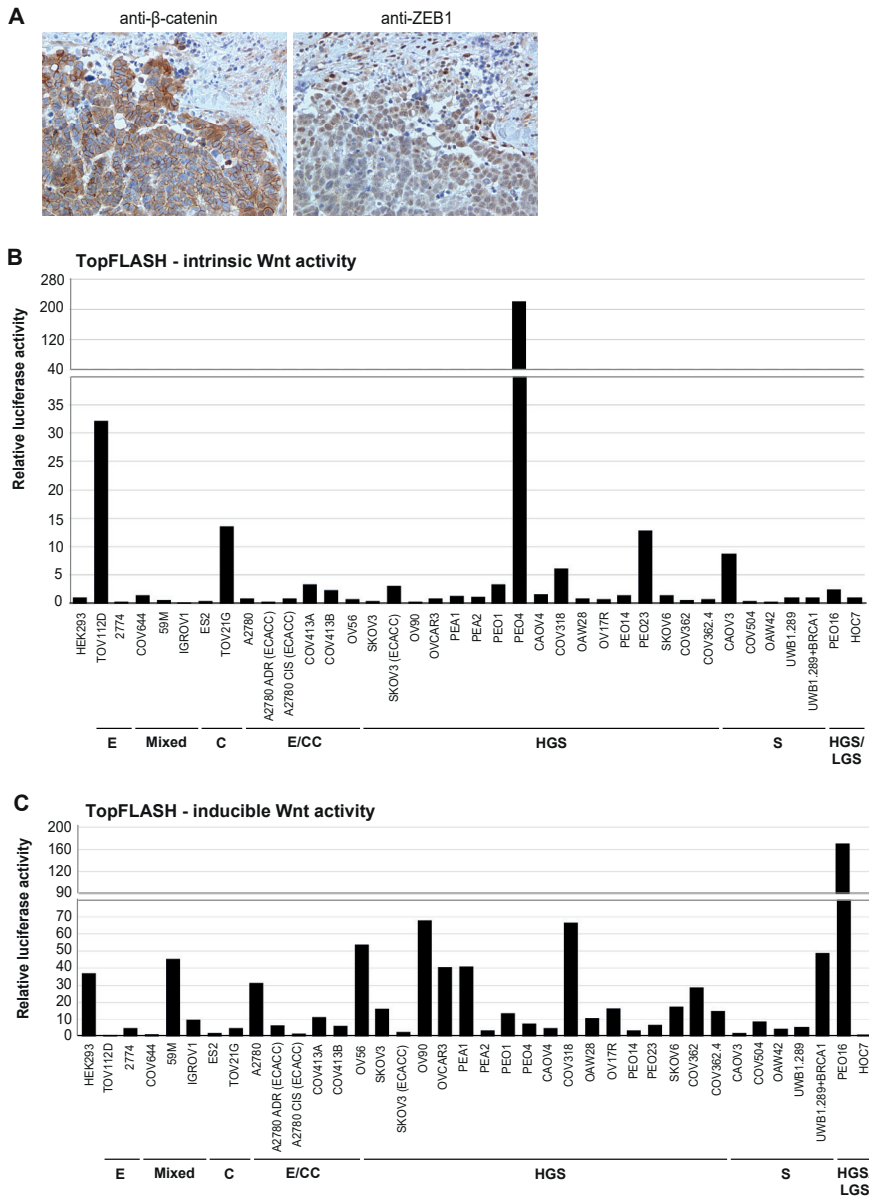 A
anti-β-catenin
anti-ZEB1
B
TopFLASH - intrinsic Wnt activity
Relative luciferase activity
280
200
120
40
35
30
25
20
15
10
5
0
HEK293
TOV112D
2774
COV644
59M
IGROV1
ES2
TOV21G
A2780
A2780 ADR (ECACC)
A2780 CIS (ECACC)
COV413A
COV413B
OV56
SKOV3
SKOV3 (ECACC)
OV90
OVCAR3
PEA1
PEA2
PEO1
PEO4
CAOV4
COV318
OAW28
OV17R
PEO14
PEO23
SKOV6
COV362
COV362.4
CAOV3
COV504
OAW42
UWB1.289
UWB1.289+BRCA1
PEO16
HOC7
E
Mixed
C
E/CC
HGS
S
HGS/
LGS
C
TopFLASH - inducible Wnt activity
Relative luciferase activity
200
160
120
90
70
60
50
40
30
20
10
0
HEK293
TOV112D
2774
COV644
59M
IGROV1
ES2
TOV21G
A2780
A2780 ADR (ECACC)
A2780 CIS (ECACC)
COV413A
COV413B
OV56
SKOV3
SKOV3 (ECACC)
OV90
OVCAR3
PEA1
PEA2
PEO1
PEO4
CAOV4
COV318
OAW28
OV17R
PEO14
PEO23
SKOV6
COV362
COV362.4
CAOV3
COV504
OAW42
UWB1.289
UWB1.289+BRCA1
PEO16
HOC7
E
Mixed
C
E/CC
HGS
S
HGS/
LGS